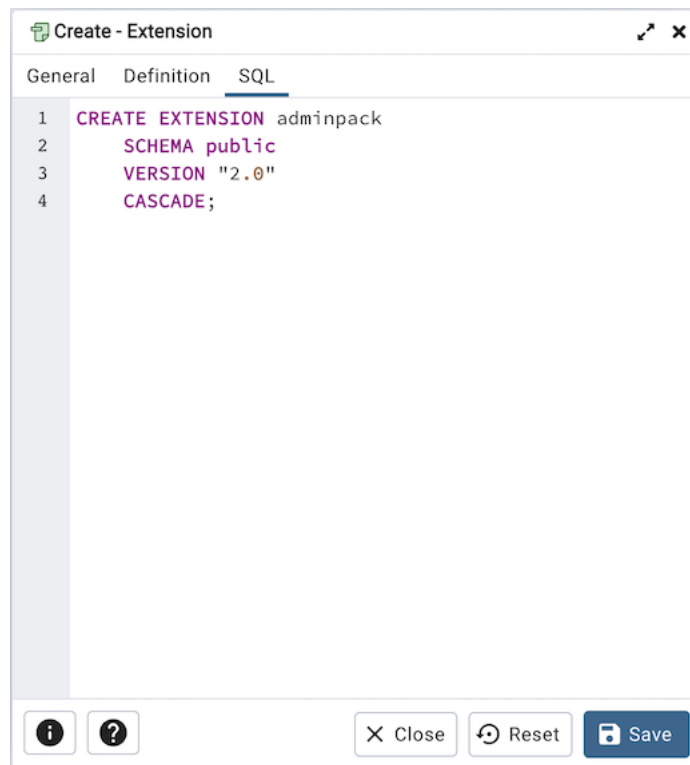 Create - Extension
General Definition SQL
1 CREATE EXTENSION adminpack
2 SCHEMA public
3 VERSION "2.0"
4 CASCADE;
i ? Close Reset Save